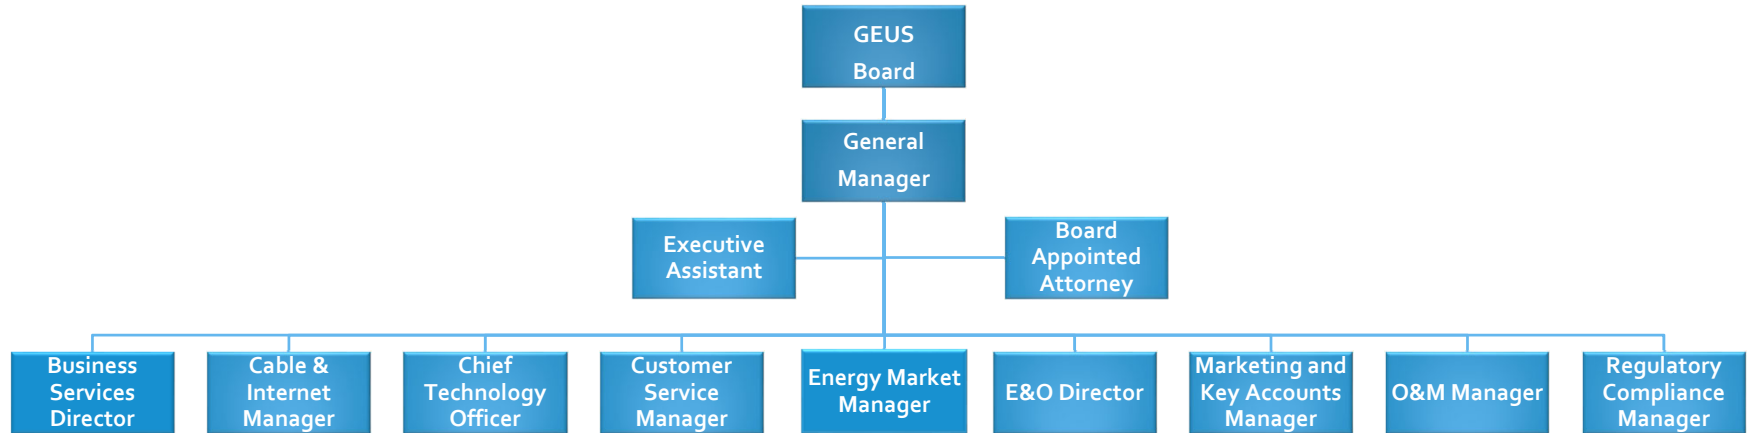 GEUS
Board
General
Manager
Executive
Assistant
Board
Appointed
Attorney
Business
Services
Director
Cable &
Internet
Manager
Chief
Technology
Officer
Customer
Service
Manager
Energy Market
Manager
E&O Director
Marketing and
Key Accounts
Manager
O&M Manager
Regulatory
Compliance
Manager